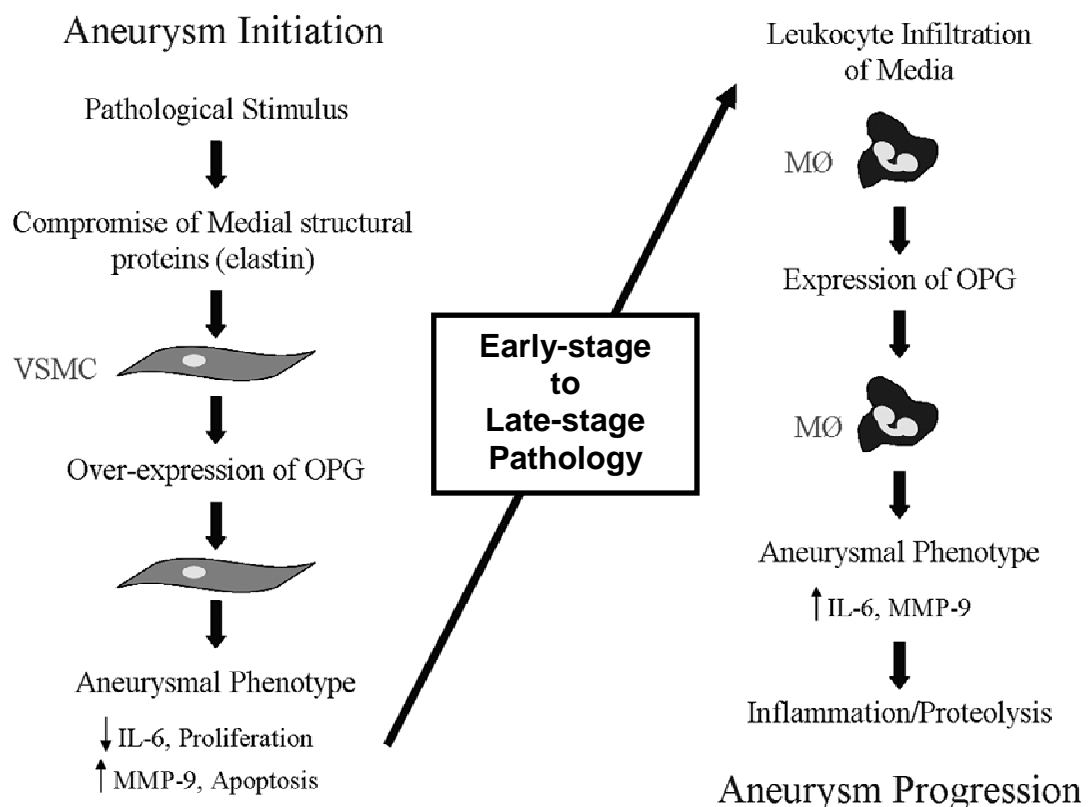 Aneurysm Initiation
Pathological Stimulus
Compromise of Medial structural
proteins (elastin)
VSMC
Over-expression of OPG
Aneurysmal Phenotype
↓ IL-6, Proliferation
↑ MMP-9, Apoptosis
Early-stage
to
Late-stage
Pathology
Leukocyte Infiltration
of Media
MØ
Expression of OPG
MØ
Aneurysmal Phenotype
↑ IL-6, MMP-9
Inflammation/Proteolysis
Aneurysm Progression